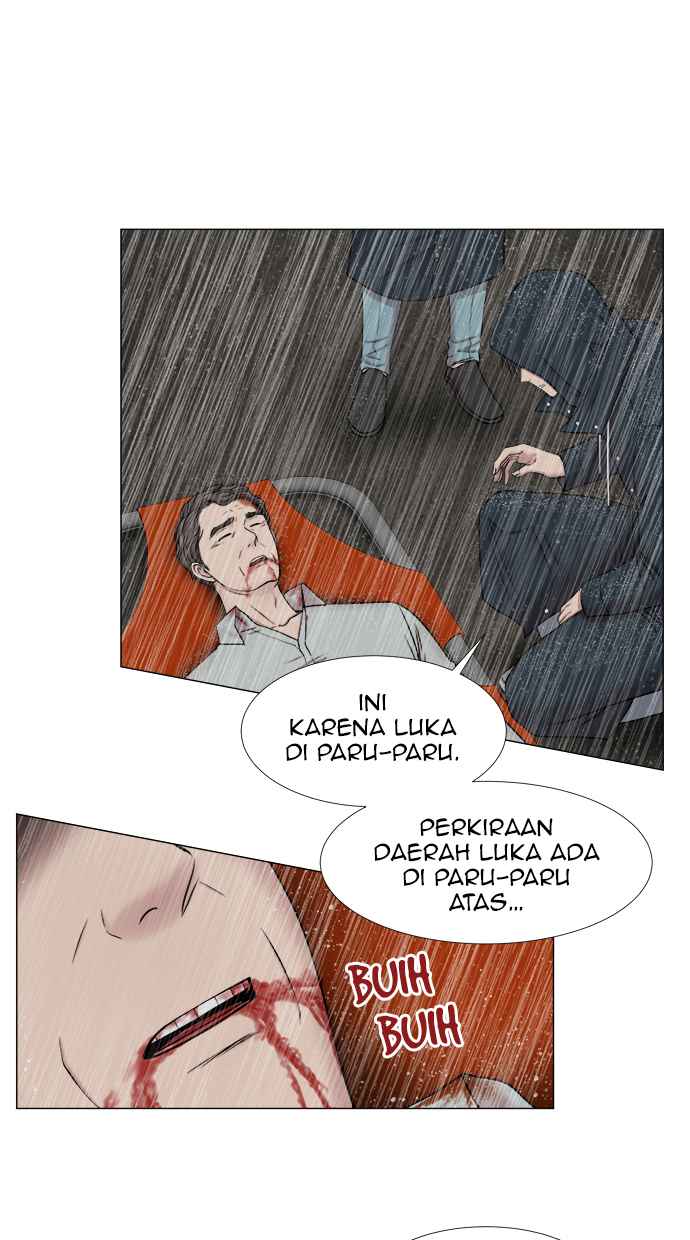 INI
KARENA LUKA
DI PARU-PARU.
PERKIRAAN
DAERAH LUKA ADA
DI PARU-PARU
ATAS...
BUIH
BUIH